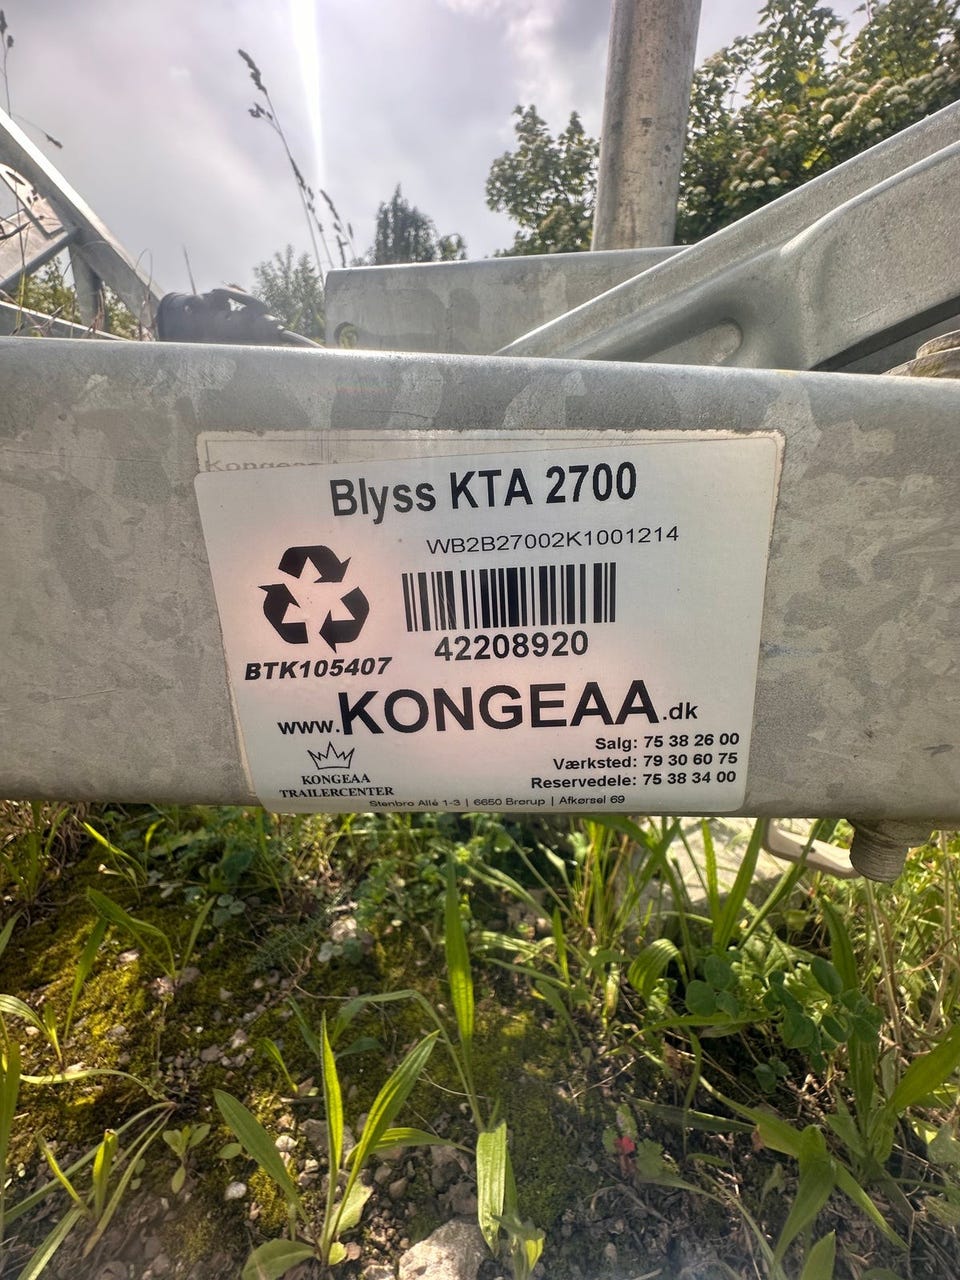 Kongeaa
Blyss KTA 2700
WB2B27002K1001214
42208920
BTK105407
www.KONGEAA.dk
Salg: 75 38 26 00
Værksted: 79 30 60 75
Reservedele: 75 38 34 00
KONGEAA
TRAILERCENTER
Stenbro Allé 1-3 | 6650 Brørup | Afkørsel 69